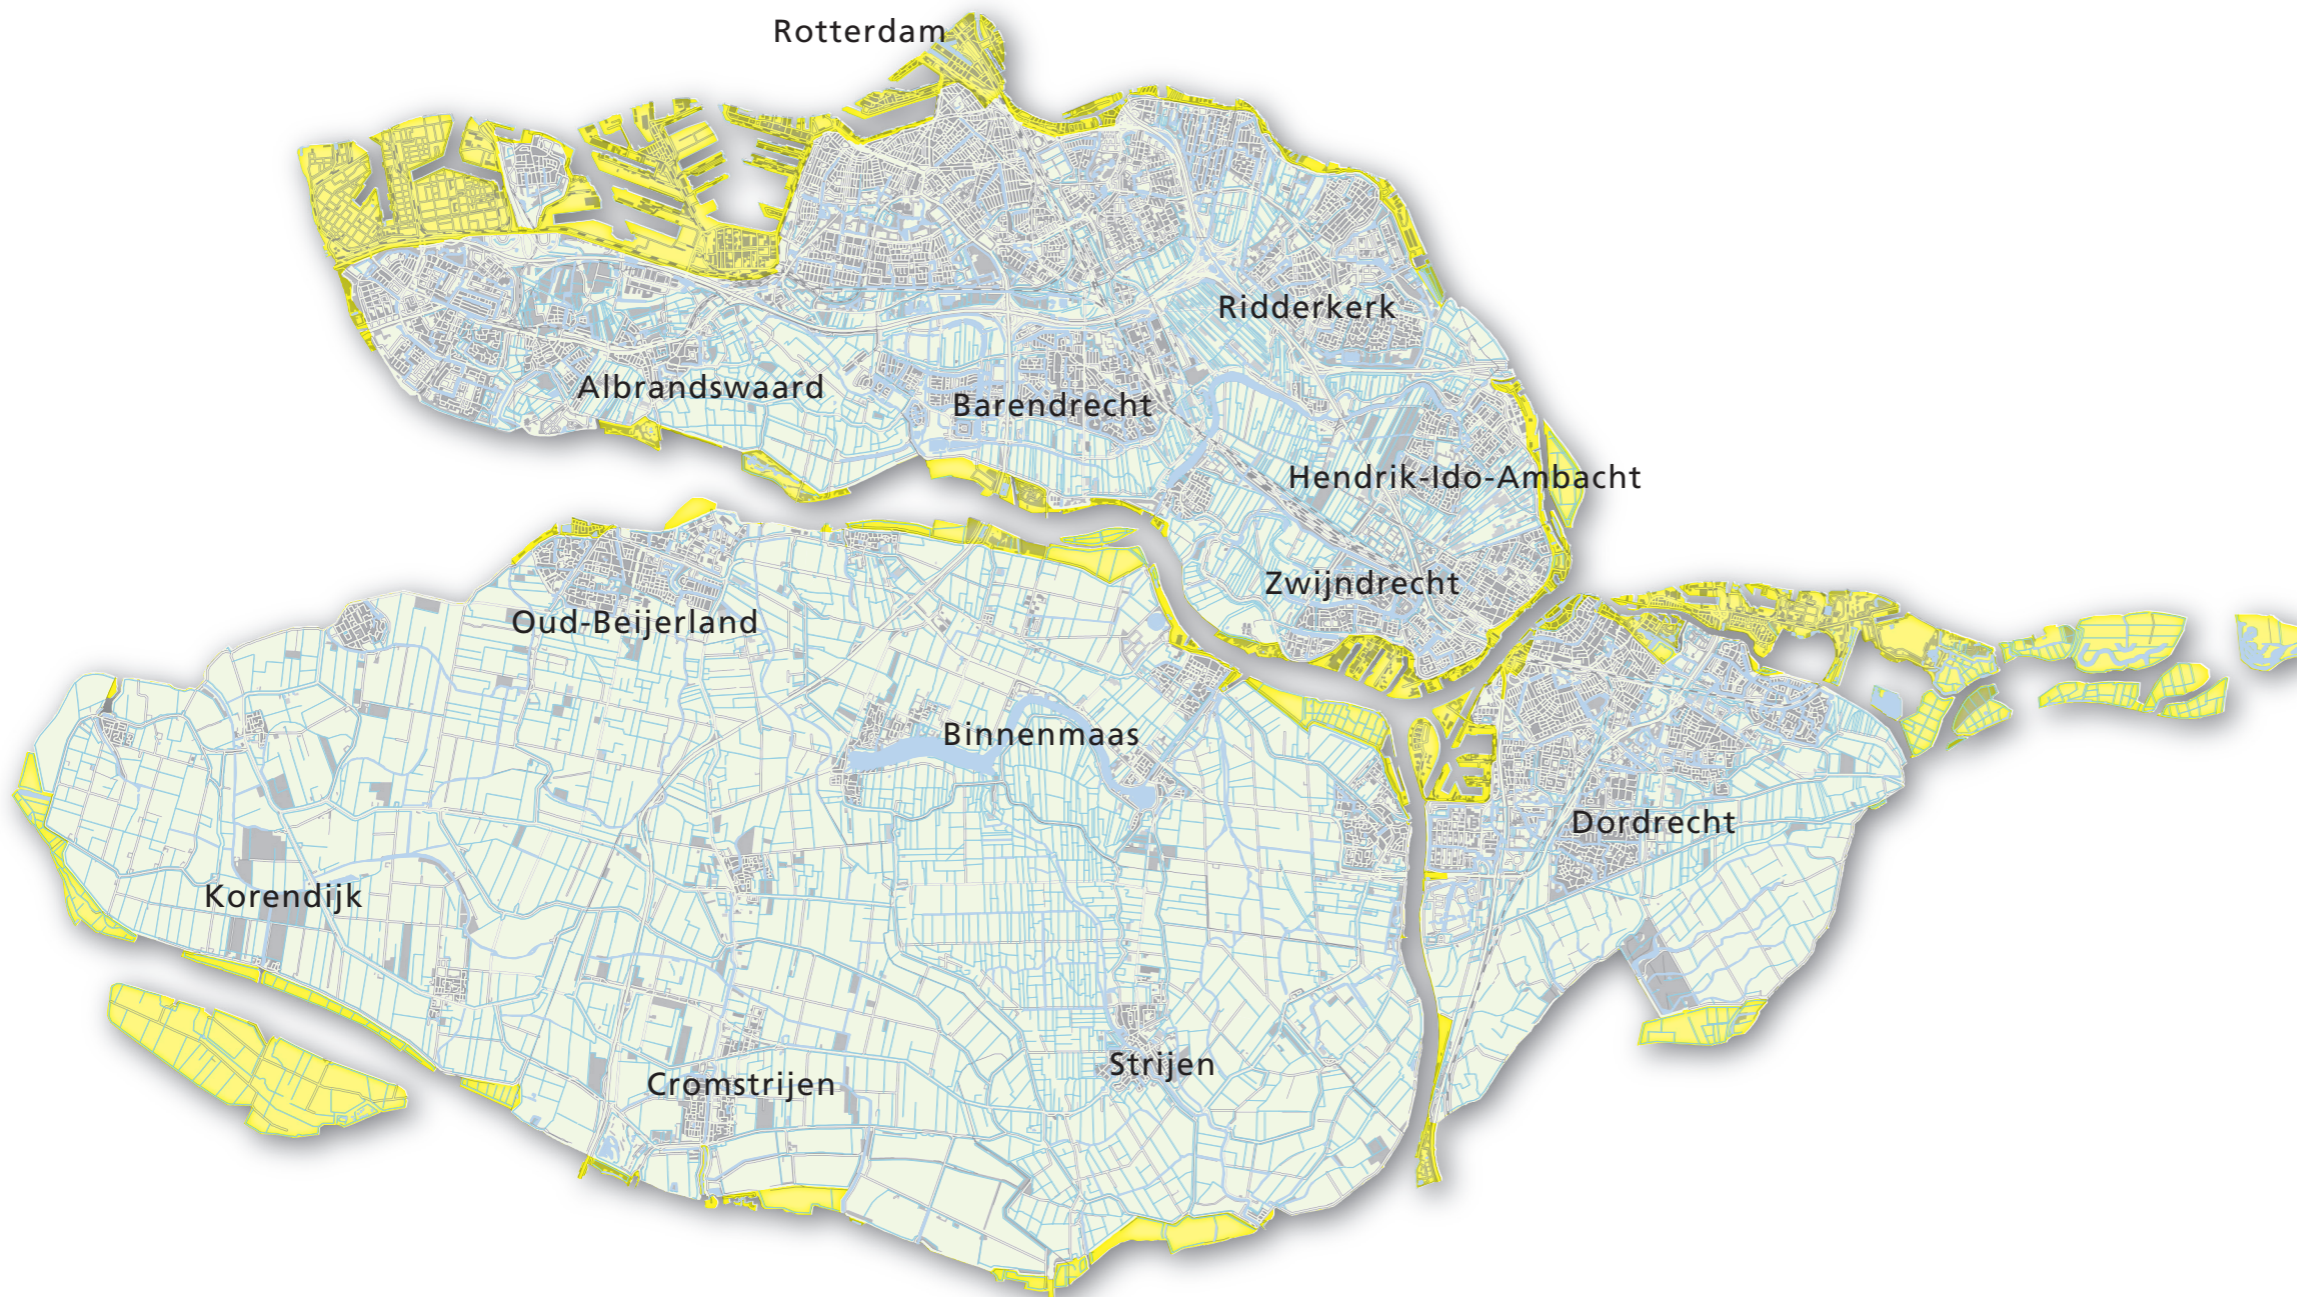 Rotterdam
Ridderkerk
Albrandswaard
Barendrecht
Hendrik-Ido-Ambacht
Zwijndrecht
Oud-Beijerland
Binnenmaas
Dordrecht
Korendijk
Strijen
Cromstrijen